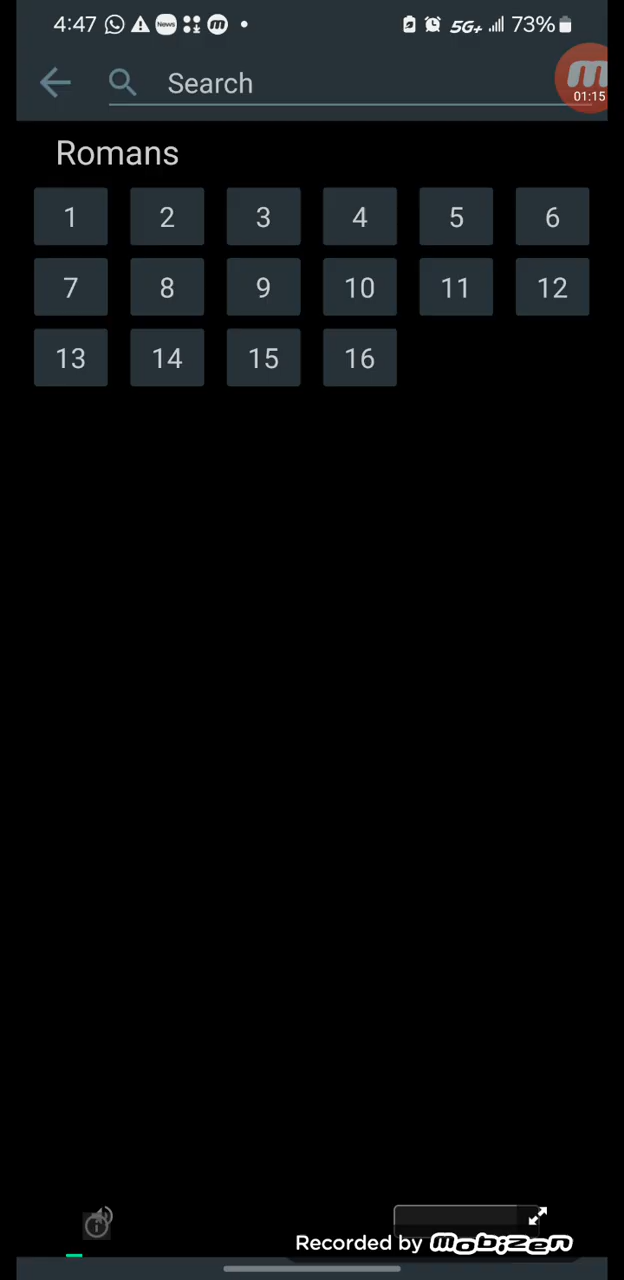 4:47 News m 5G+ 73%
Search
m
01:15
Romans
1 2 3 4 5 6
7 8 9 10 11 12
13 14 15 16
Recorded by mobizen